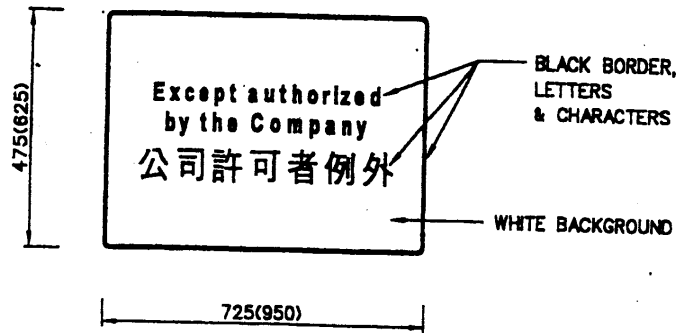 Except authorized
by the Company
公司許可者例外
BLACK BORDER,
LETTERS
& CHARACTERS
WHITE BACKGROUND
475(625)
725(950)